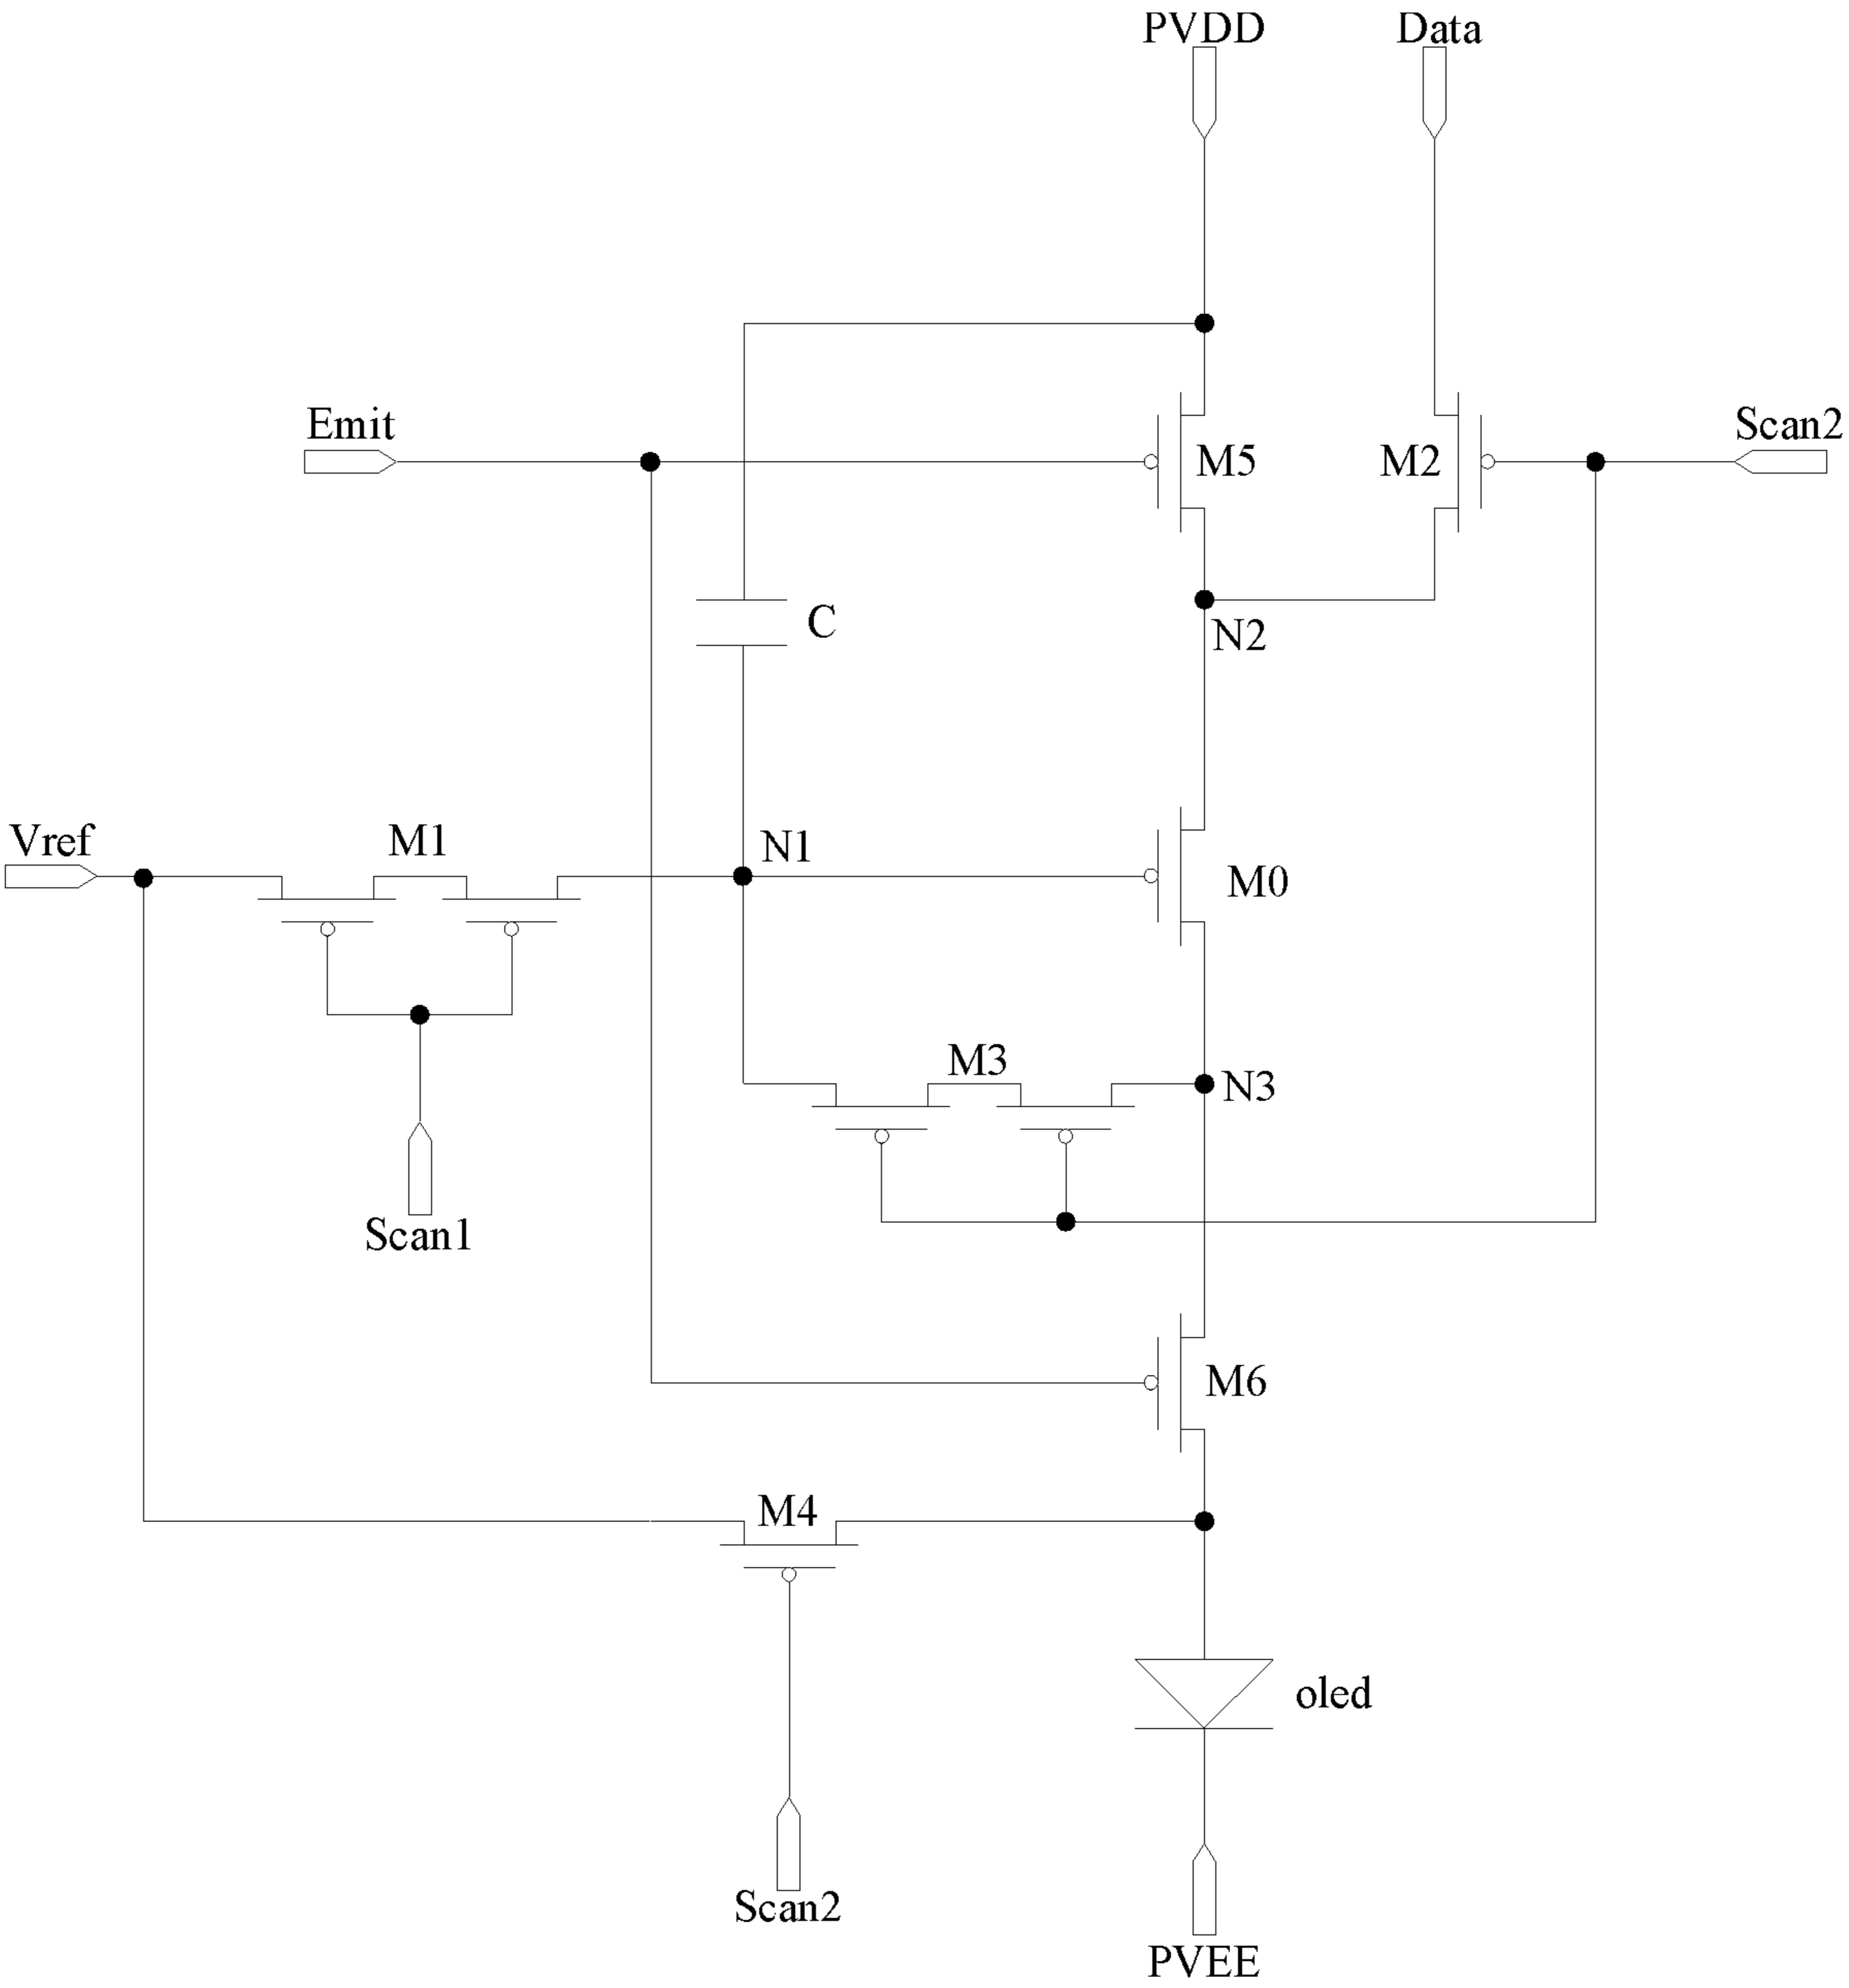 PVDD
Data
Emit
Scan2
M5
M2
C
N2
Vref
M1
N1
M0
M3
N3
Scan1
M6
M4
oled
Scan2
PVEE